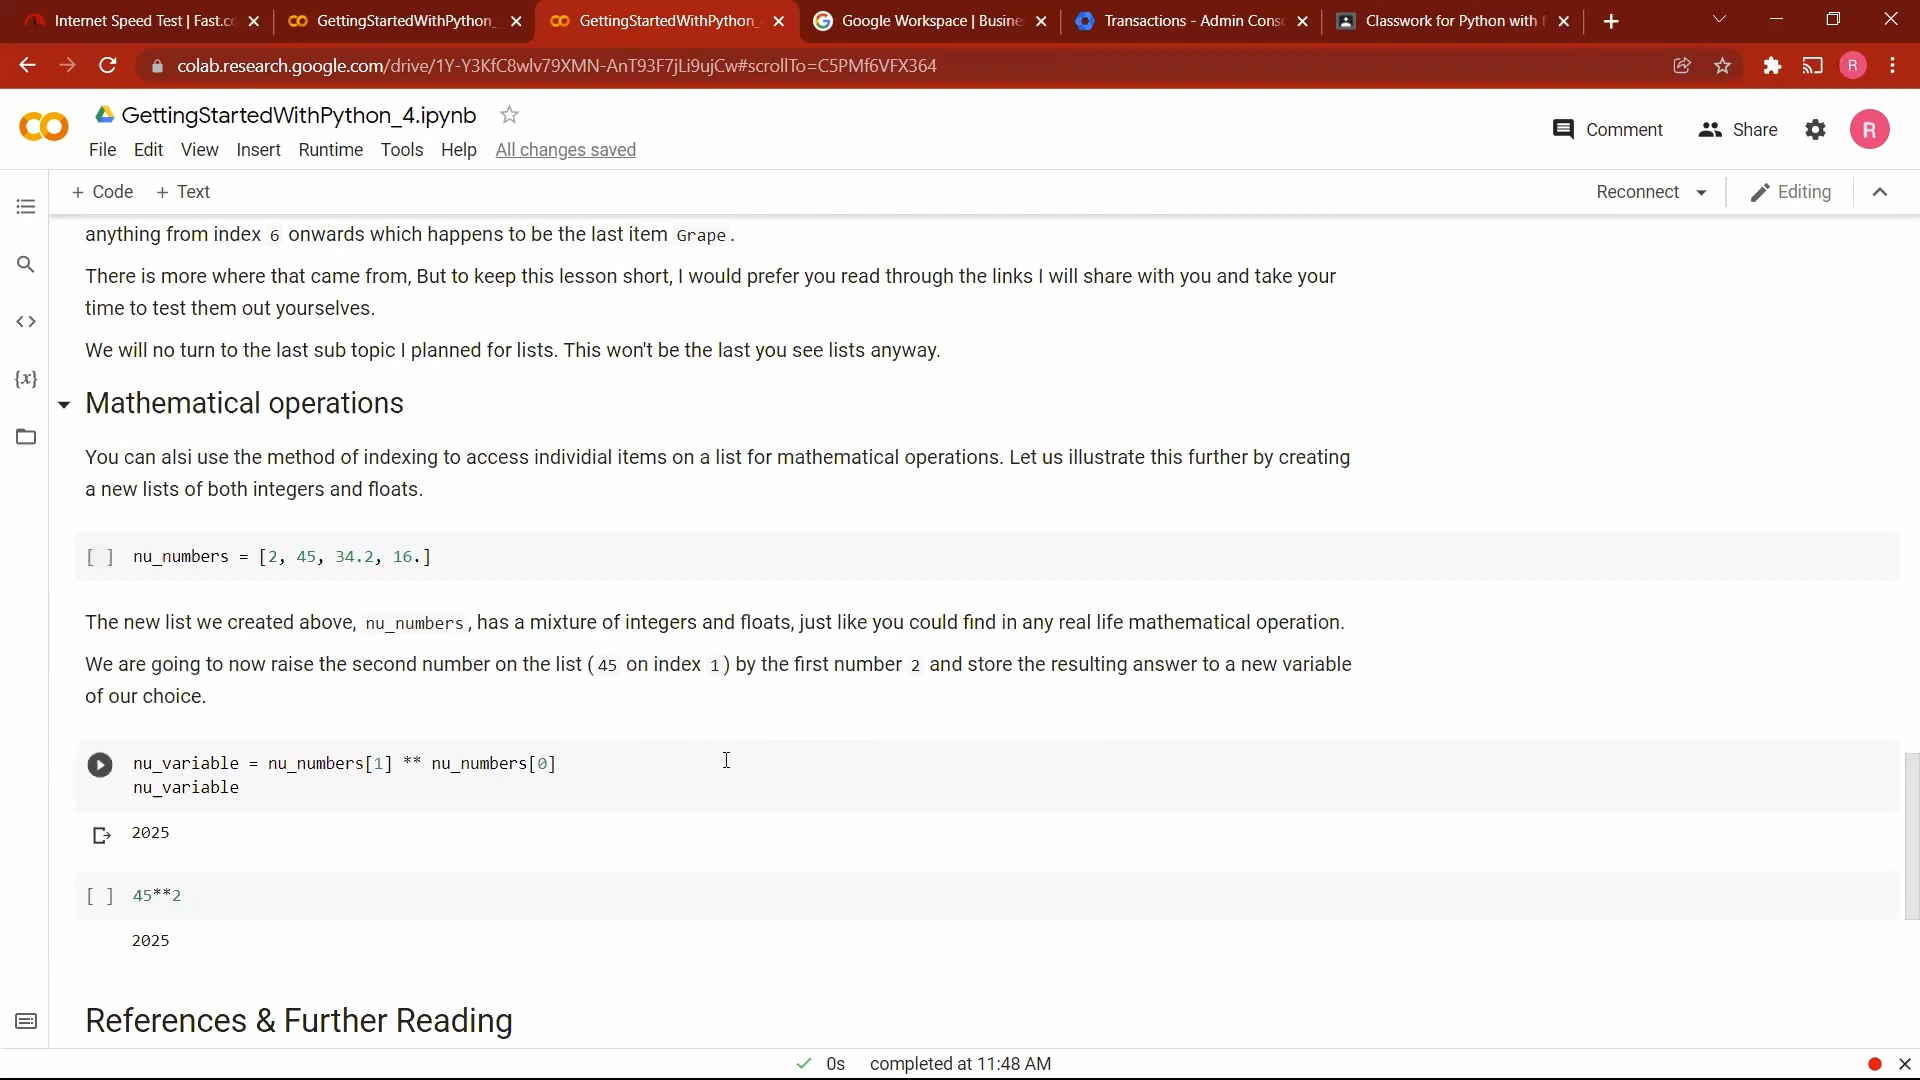 Internet Speed Test | Fast.co
GettingStartedWithPython_
GettingStartedWithPython_
Google Workspace | Busine
Transactions - Admin Conso
Classwork for Python with
colab.research.google.com/drive/1Y-Y3KfC8wlv79XMN-AnT93F7jLi9ujCw#scrollTo=C5PMf6VFX364
R
GettingStartedWithPython_4.ipynb
Comment
Share
R
File Edit View Insert Runtime Tools Help All changes saved
+ Code + Text
Reconnect
Editing
anything from index 6 onwards which happens to be the last item Grape.
There is more where that came from, But to keep this lesson short, I would prefer you read through the links I will share with you and take your
time to test them out yourselves.
We will no turn to the last sub topic I planned for lists. This won't be the last you see lists anyway.
{x}
Mathematical operations
You can alsi use the method of indexing to access individial items on a list for mathematical operations. Let us illustrate this further by creating
a new lists of both integers and floats.
[ ] nu_numbers = [2, 45, 34.2, 16.]
The new list we created above, nu_numbers, has a mixture of integers and floats, just like you could find in any real life mathematical operation.
We are going to now raise the second number on the list (45 on index 1) by the first number 2 and store the resulting answer to a new variable
of our choice.
nu_variable = nu_numbers[1] ** nu_numbers[0]
nu_variable
2025
[ ] 45**2
2025
References & Further Reading
0s completed at 11:48 AM